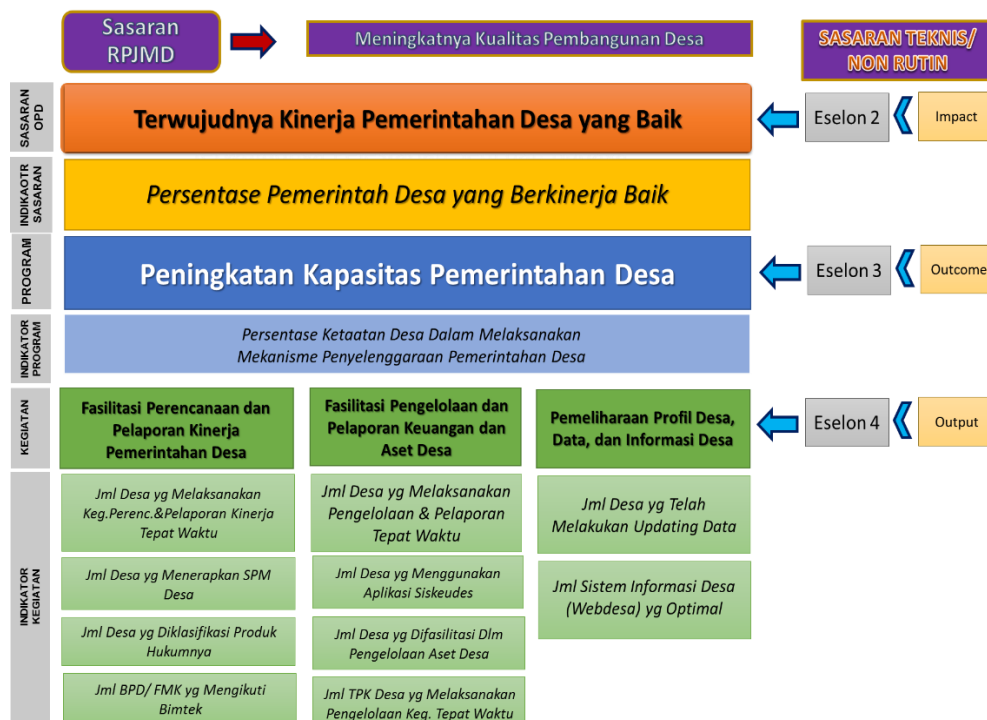 Sasaran
RPJMD
Meningkatnya Kualitas Pembangunan Desa
SASARAN TEKNIS/
NON RUTIN
SASARAN
OPD
Terwujudnya Kinerja Pemerintahan Desa yang Baik
Eselon 2
Impact
INDIKAOTR
SASARAN
Persentase Pemerintah Desa yang Berkinerja Baik
PROGRAM
Peningkatan Kapasitas Pemerintahan Desa
Eselon 3
Outcome
INDIKATOR
PROGRAM
Persentase Ketaatan Desa Dalam Melaksanakan
Mekanisme Penyelenggaraan Pemerintahan Desa
KEGIATAN
Fasilitasi Perencanaan dan
Pelaporan Kinerja
Pemerintahan Desa
Fasilitasi Pengelolaan dan
Pelaporan Keuangan dan
Aset Desa
Pemeliharaan Profil Desa,
Data, dan Informasi Desa
Eselon 4
Output
INDIKATOR
KEGIATAN
Jml Desa yg Melaksanakan
Keg.Perenc.&Pelaporan Kinerja
Tepat Waktu
Jml Desa yg Menerapkan SPM
Desa
Jml Desa yg Diklasifikasi Produk
Hukumnya
Jml BPD/ FMK yg Mengikuti
Bimtek
Jml Desa yg Melaksanakan
Pengelolaan & Pelaporan
Tepat Waktu
Jml Desa yg Menggunakan
Aplikasi Siskeudes
Jml Desa yg Difasilitasi Dlm
Pengelolaan Aset Desa
Jml TPK Desa yg Melaksanakan
Pengelolaan Keg. Tepat Waktu
Jml Desa yg Telah
Melakukan Updating Data
Jml Sistem Informasi Desa
(Webdesa) yg Optimal